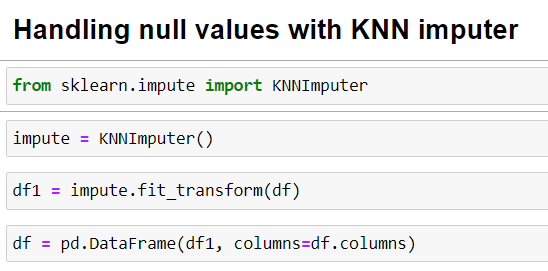 Handling null values with KNN imputer
from sklearn.impute import KNNImputer
impute = KNNImputer()
df1 = impute.fit_transform(df)
df = pd.DataFrame(df1, columns=df.columns)